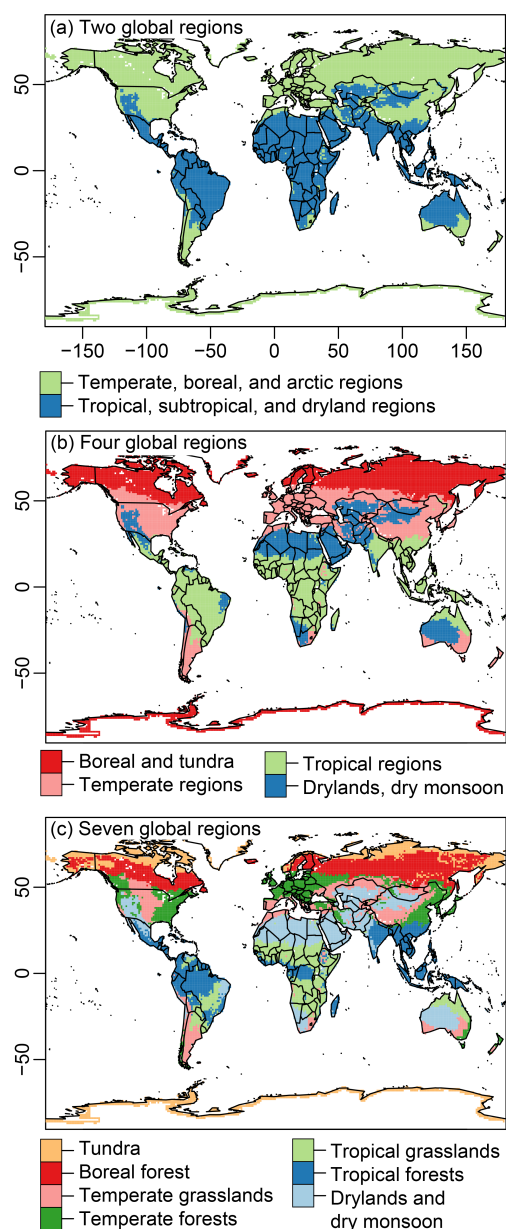 (a) Two global regions
50
0
−50
−150
−100
−50
0
50
100
150
Temperate, boreal, and arctic regions
Tropical, subtropical, and dryland regions
(b) Four global regions
50
0
−50
Boreal and tundra
Temperate regions
Tropical regions
Drylands, dry monsoon
(c) Seven global regions
50
0
−50
Tundra
Boreal forest
Temperate grasslands
Temperate forests
Tropical grasslands
Tropical forests
Drylands and
dry monsoon